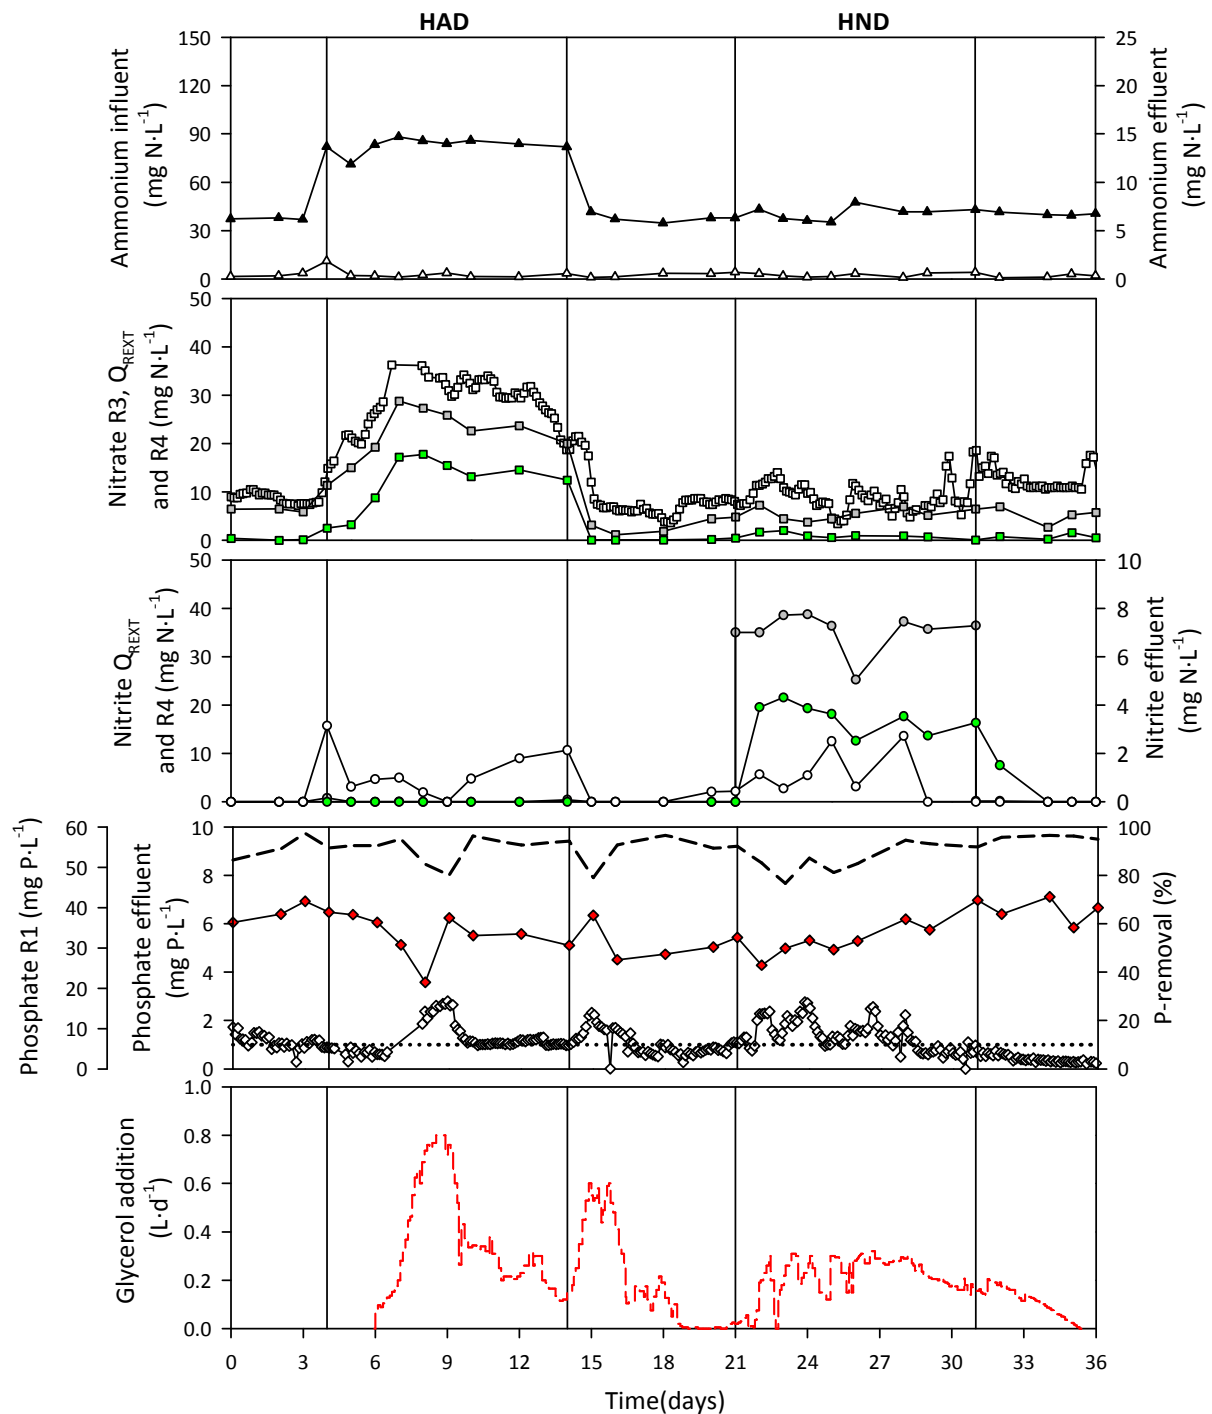 HAD HND
150 25
120 20
90 15
60 10
30 5
0 0
Ammonium influent
(mg N·L-1)
Ammonium effluent
(mg N·L-1)
50
40
30
20
10
0
Nitrate R3, QREXT
and R4 (mg N·L-1)
50 10
40 8
30 6
20 4
10 2
0 0
Nitrite QREXT
and R4 (mg N·L-1)
Nitrite effluent
(mg N·L-1)
60 10 100
50 8 80
40 6 60
30 4 40
20 2 20
10 0 0
0
Phosphate R1 (mg P·L-1)
Phosphate effluent
(mg P·L-1)
P-removal (%)
1.0
0.8
0.6
0.4
0.2
0.0
Glycerol addition
(L·d-1)
0 3 6 9 12 15 18 21 24 27 30 33 36
Time(days)